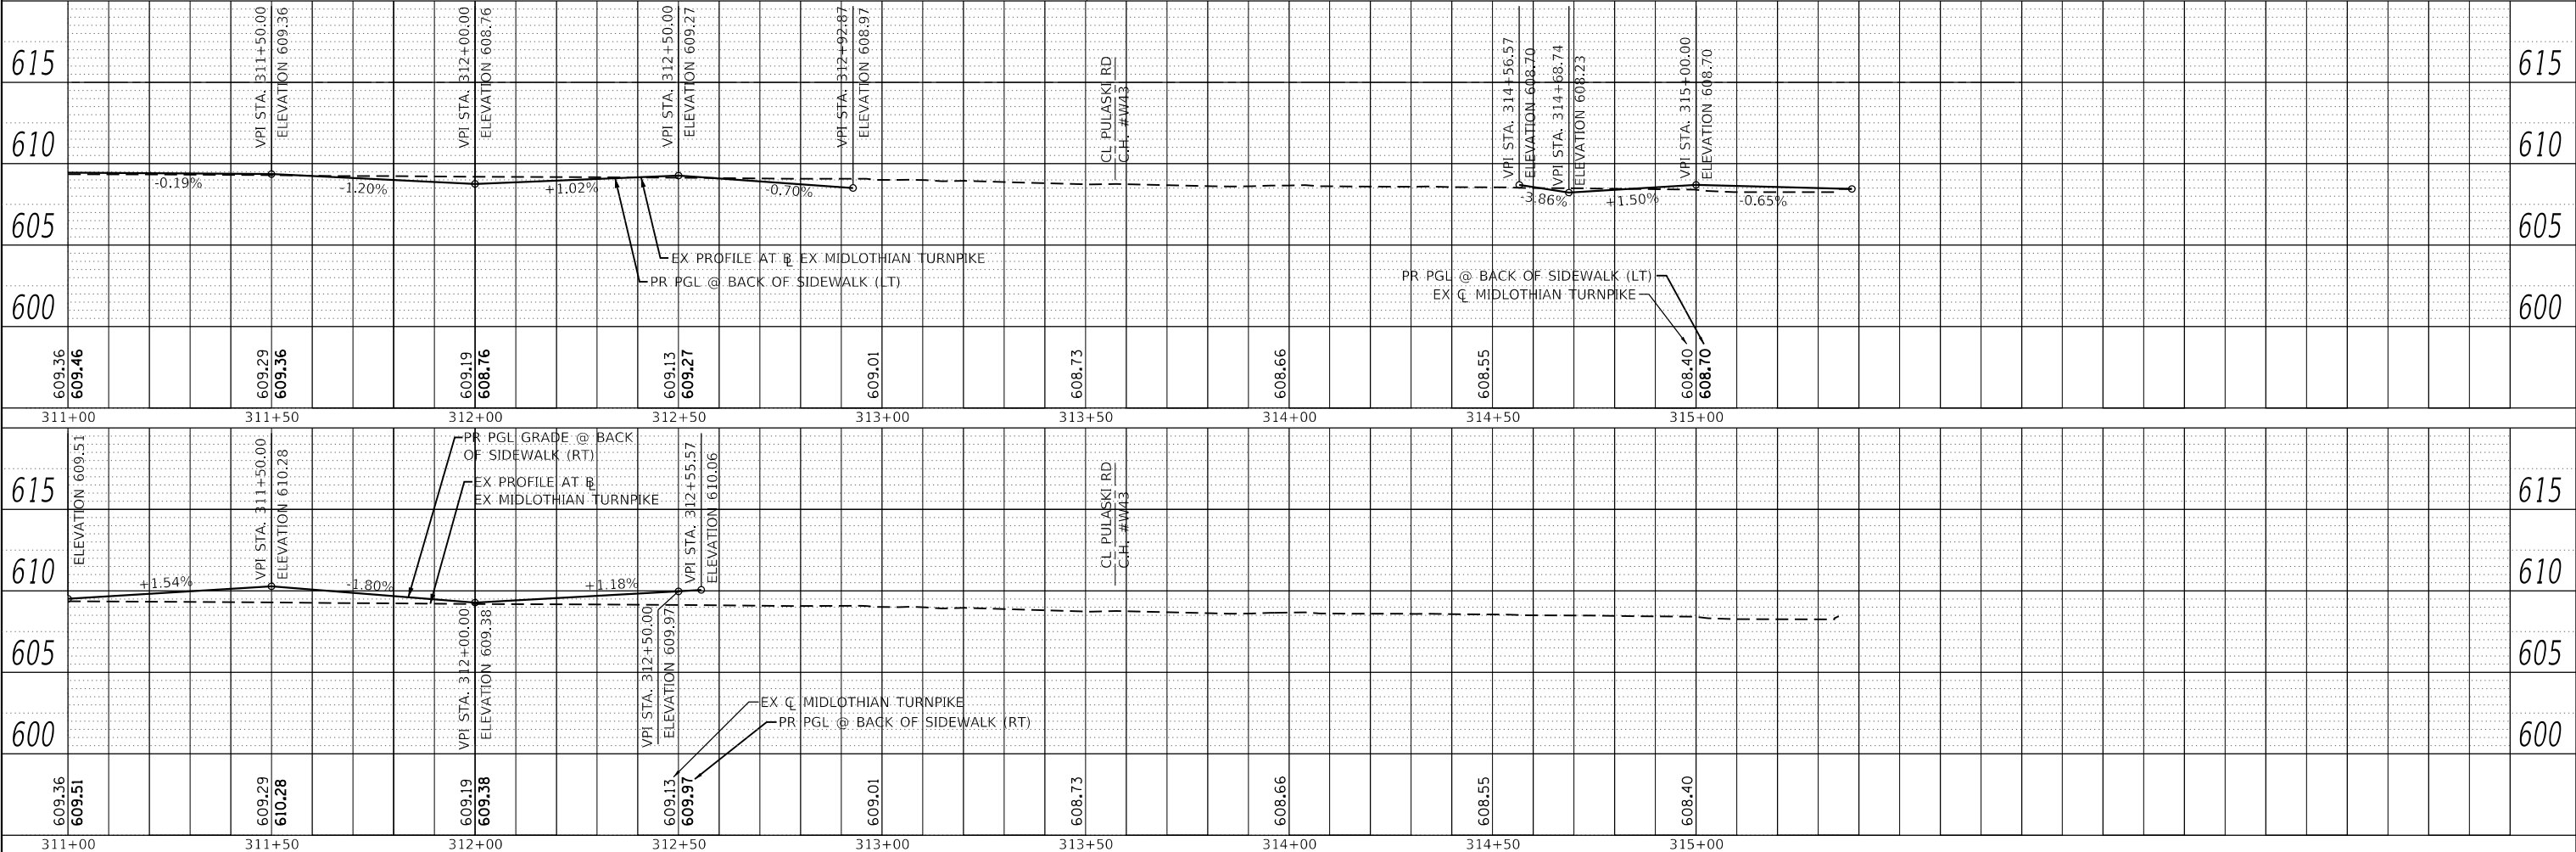 VPI STA. 311+50.00
ELEVATION 609.36
VPI STA. 312+00.00
ELEVATION 608.76
VPI STA. 312+50.00
ELEVATION 609.27
VPI STA. 312+92.87
ELEVATION 608.97
CL PULASKI RD
C.H. #W43
VPI STA. 314+56.57
ELEVATION 608.70
VPI STA. 314+68.74
ELEVATION 608.23
VPI STA. 315+00.00
ELEVATION 608.70
615 615
610 610
-0.19% -1.20% +1.02% -0.70% -3.86% +1.50% -0.65%
605 605
EX PROFILE AT BL EX MIDLOTHIAN TURNPIKE
PR PGL @ BACK OF SIDEWALK (LT)
PR PGL @ BACK OF SIDEWALK (LT)
EX CL MIDLOTHIAN TURNPIKE
600 600
609.36
609.46
609.29
609.36
609.19
608.76
609.13
609.27
609.01
608.73
608.66
608.55
608.40
608.70
311+00 311+50 312+00 312+50 313+00 313+50 314+00 314+50 315+00
ELEVATION 609.51
VPI STA. 311+50.00
ELEVATION 610.28
PR PGL GRADE @ BACK
OF SIDEWALK (RT)
EX PROFILE AT BL
EX MIDLOTHIAN TURNPIKE
VPI STA. 312+55.57
ELEVATION 610.06
CL PULASKI RD
C.H. #W43
615 615
610 610
+1.54% -1.80% +1.18%
VPI STA. 312+00.00
ELEVATION 609.38
VPI STA. 312+50.00
ELEVATION 609.97
605 605
EX CL MIDLOTHIAN TURNPIKE
PR PGL @ BACK OF SIDEWALK (RT)
600 600
609.36
609.51
609.29
610.28
609.19
609.38
609.13
609.97
609.01
608.73
608.66
608.55
608.40
311+00 311+50 312+00 312+50 313+00 313+50 314+00 314+50 315+00